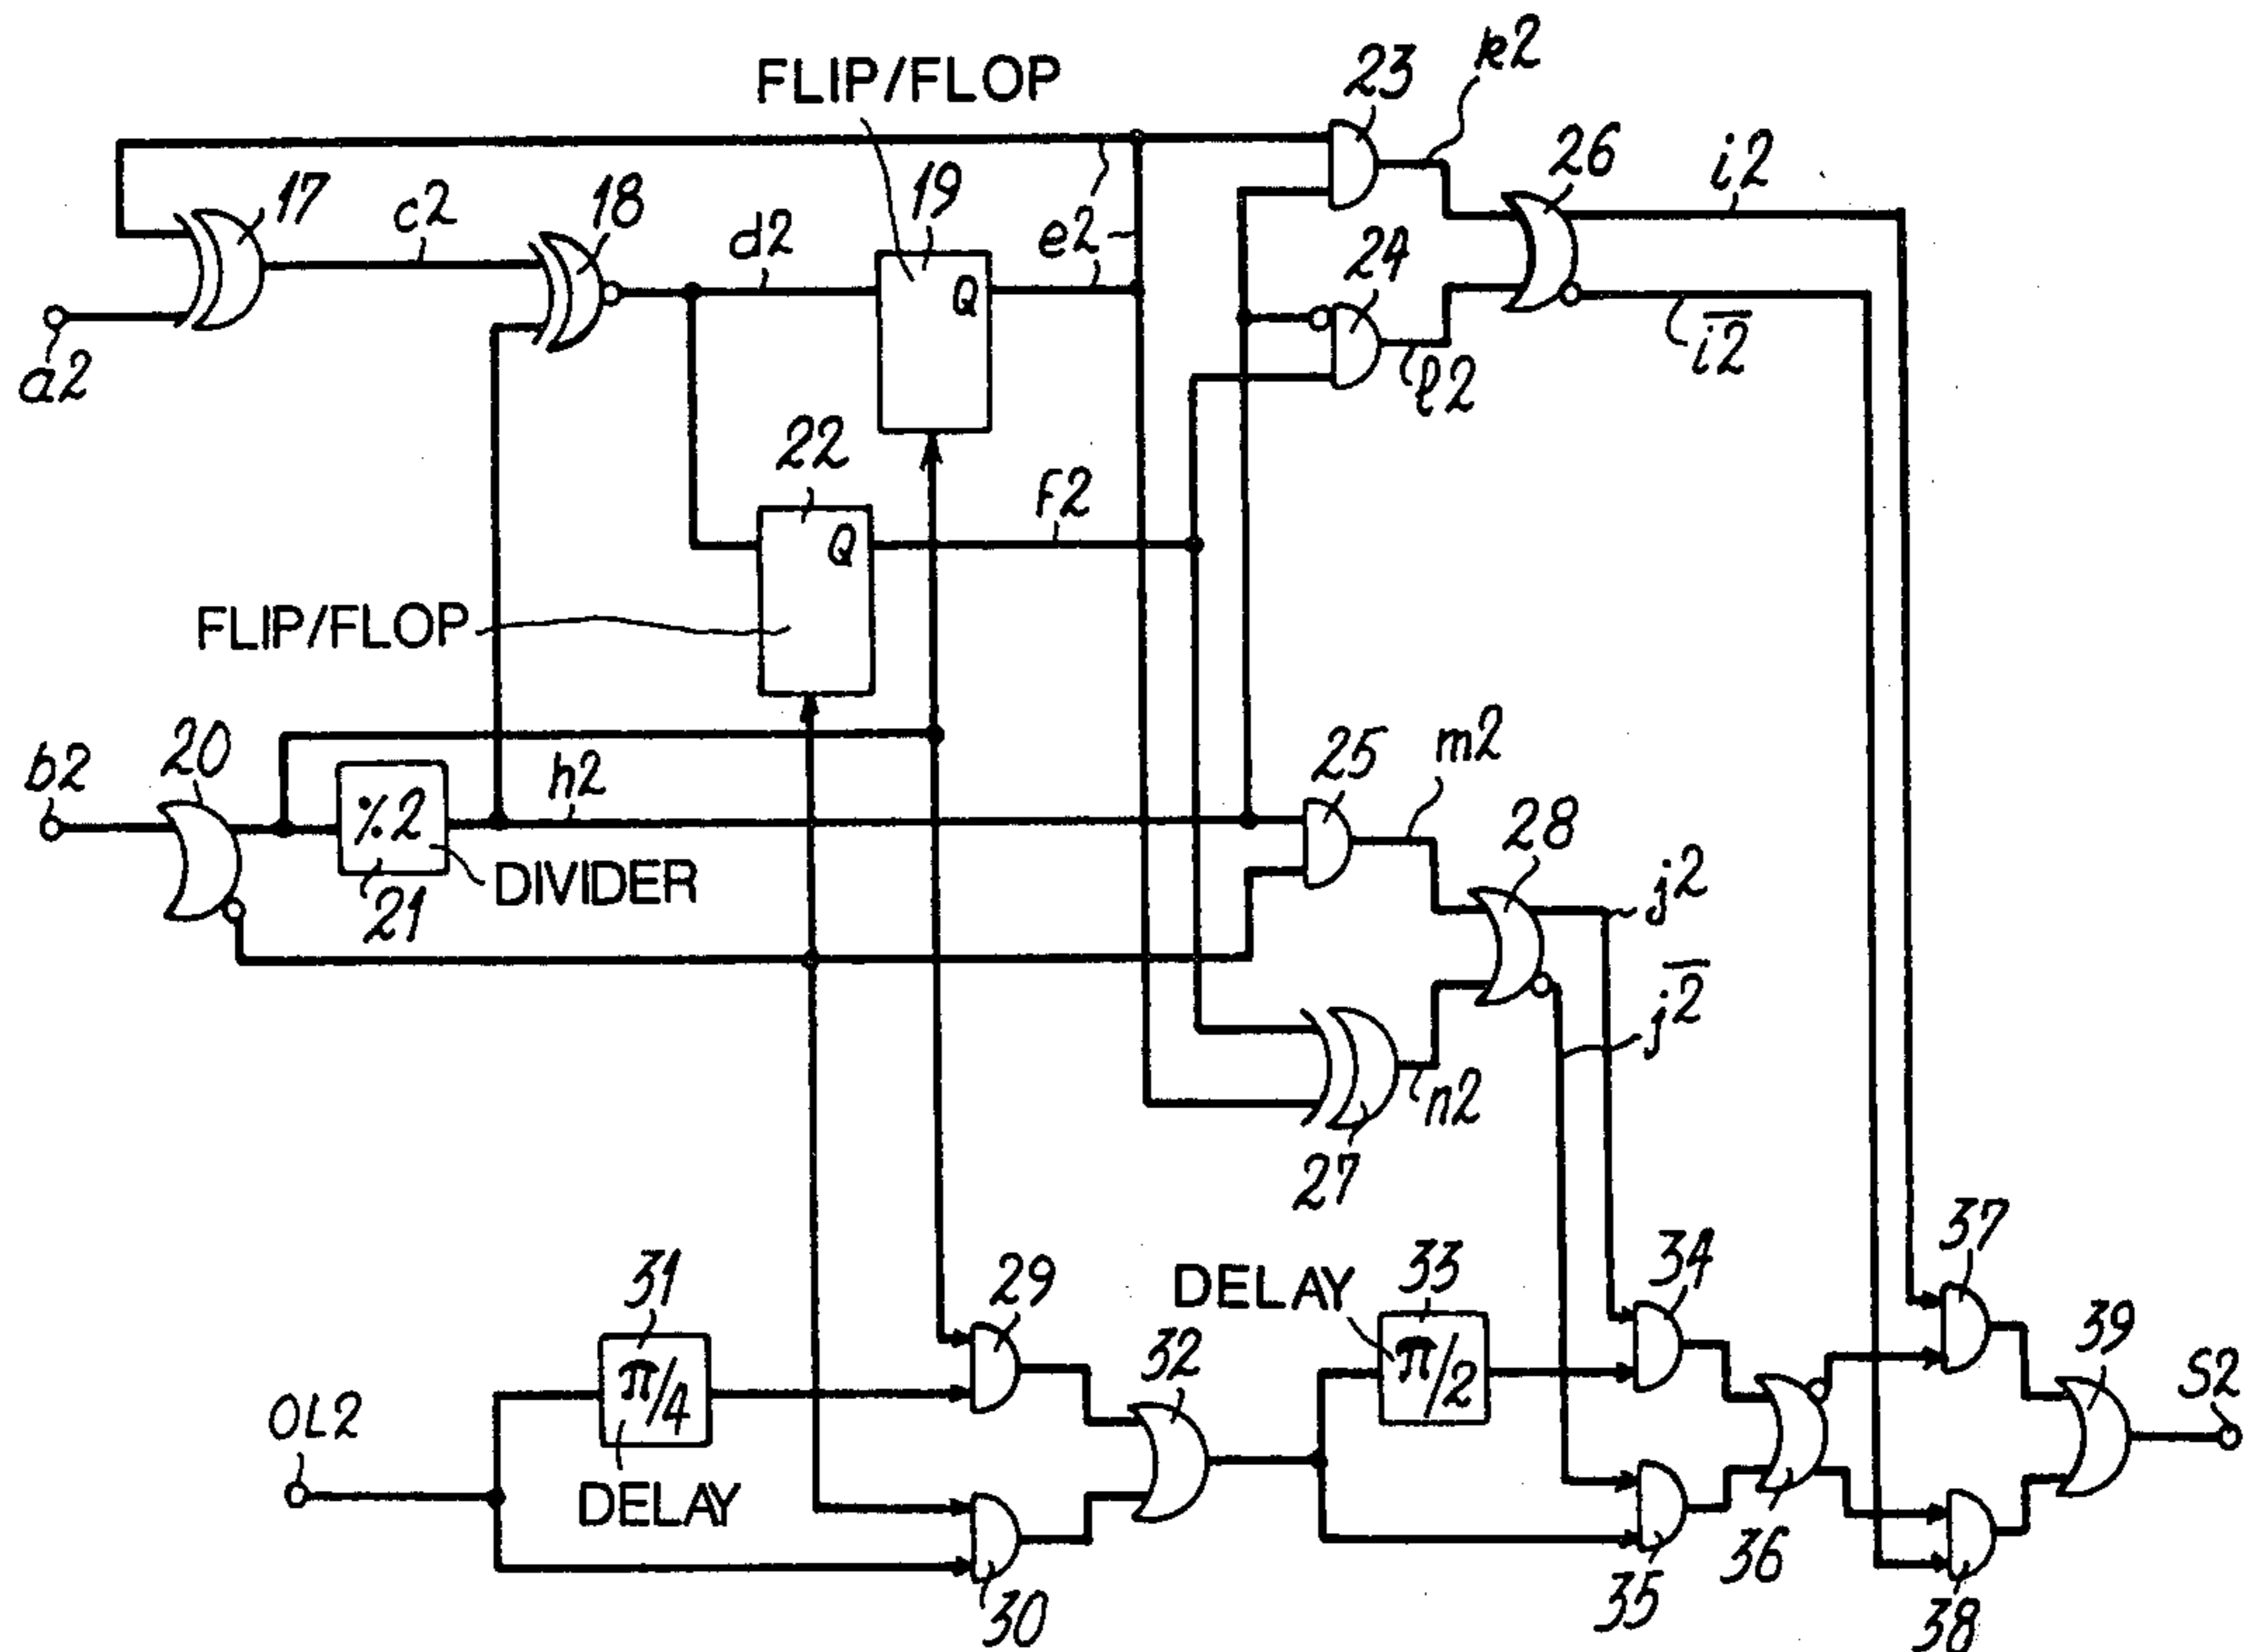 FLIP/FLOP
23
k2
26
i2
17
c2
18
d2
19
e2
24
Q
i2
a2
l2
22
F2
Q
FLIP/FLOP
b2
20
h2
25
m2
%2
28
j2
21
DIVIDER
j2
n2
27
31
29
DELAY
33
34
37
32
39
OL2
π/4
π/2
S2
DELAY
30
35
36
38